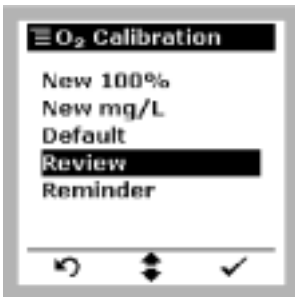 O₂ Calibration
New 100%
New mg/L
Default
Review
Reminder